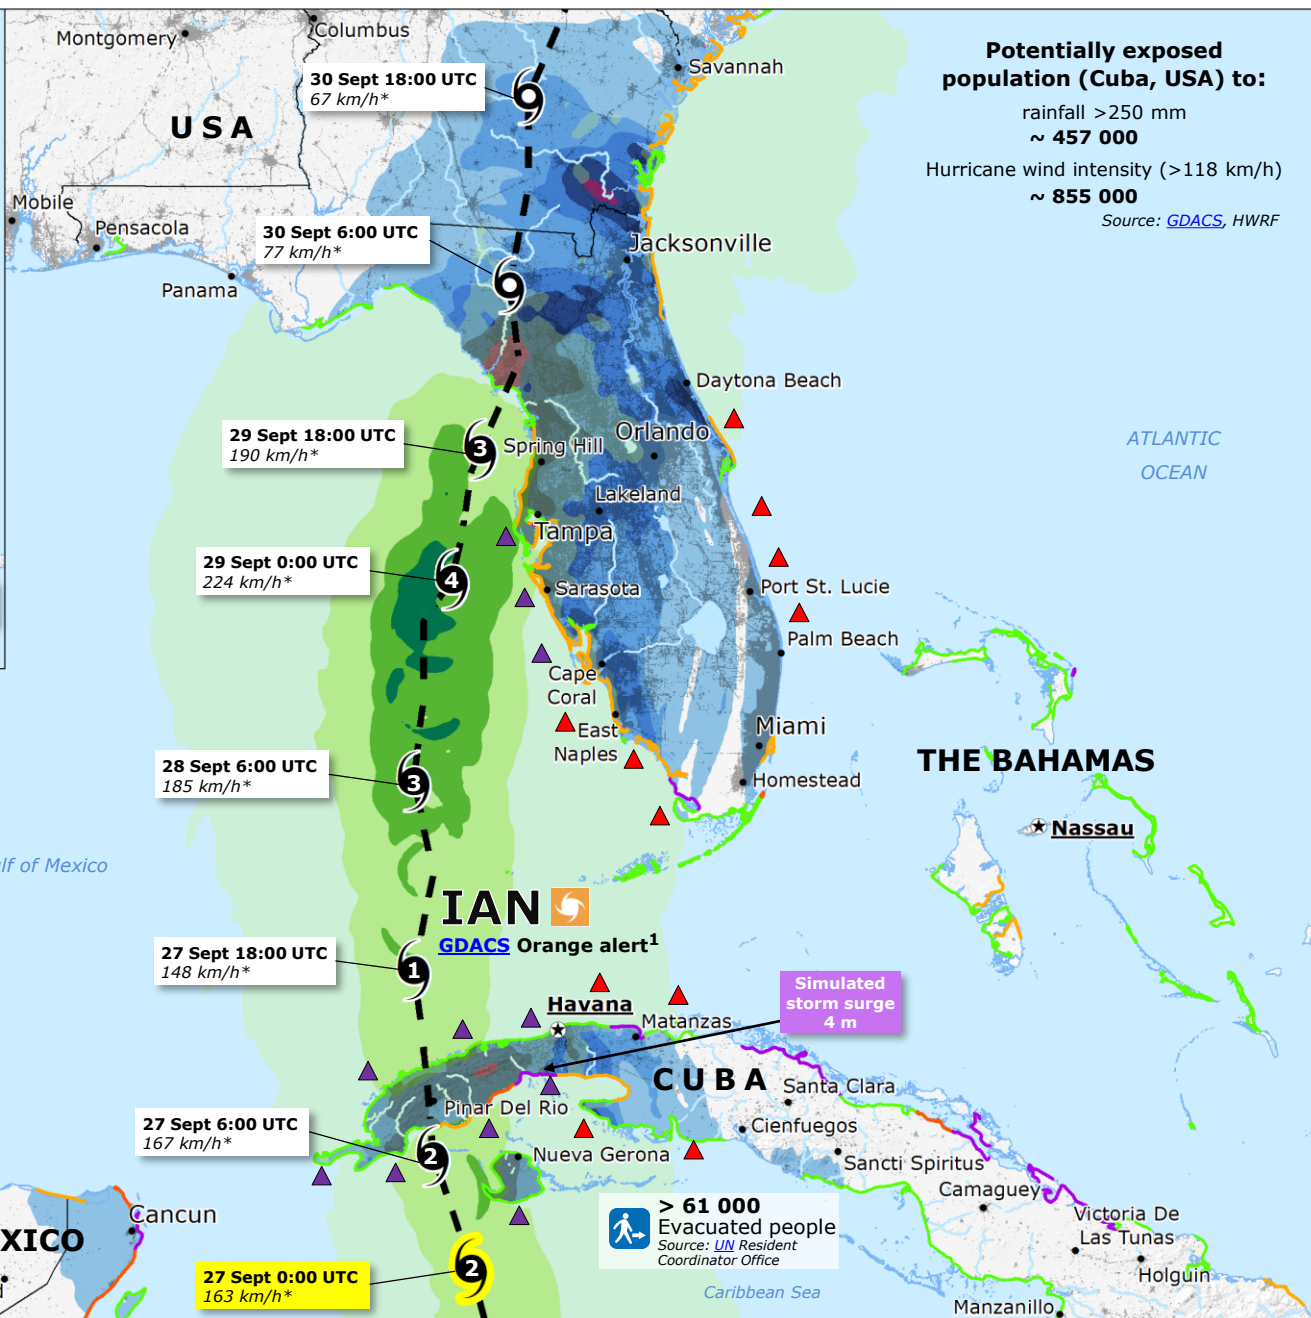 Montgomery
Columbus
30 Sept 18:00 UTC
67 km/h*
Savannah
Potentially exposed
population (Cuba, USA) to:
rainfall >250 mm
~ 457 000
Hurricane wind intensity (>118 km/h)
~ 855 000
Source: GDACS, HWRF
USA
Mobile
Pensacola
Panama
30 Sept 6:00 UTC
77 km/h*
Jacksonville
Daytona Beach
29 Sept 18:00 UTC
190 km/h*
3
Spring Hill
Orlando
ATLANTIC
OCEAN
Lakeland
Tampa
29 Sept 0:00 UTC
224 km/h*
4
Sarasota
Port St. Lucie
Palm Beach
Cape
Coral
East
Naples
Miami
Homestead
28 Sept 6:00 UTC
185 km/h*
3
THE BAHAMAS
Nassau
lf of Mexico
IAN
GDACS Orange alert1
27 Sept 18:00 UTC
148 km/h*
1
Simulated
storm surge
4 m
Havana
Matanzas
CUBA
Santa Clara
Pinar Del Rio
Cienfuegos
27 Sept 6:00 UTC
167 km/h*
2
Nueva Gerona
Sancti Spiritus
Camaguey
Victoria De
Las Tunas
Holguin
Manzanillo
> 61 000
Evacuated people
Source: UN Resident
Coordinator Office
Caribbean Sea
Cancun
XICO
27 Sept 0:00 UTC
163 km/h*
2